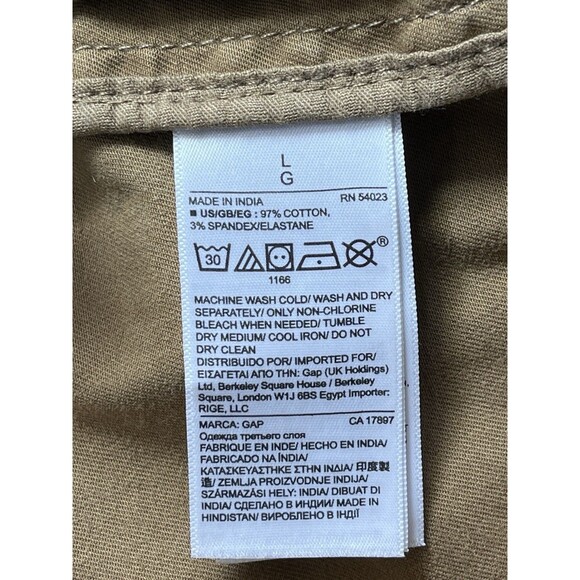 L
G
MADE IN INDIA RN 54023
■ US/GB/EG : 97% COTTON,
3% SPANDEX/ELASTANE
30 ®
1166
MACHINE WASH COLD/ WASH AND DRY
SEPARATELY/ ONLY NON-CHLORINE
BLEACH WHEN NEEDED/ TUMBLE
DRY MEDIUM/ COOL IRON/ DO NOT
DRY CLEAN
DISTRIBUIDO POR/ IMPORTED FOR/
ΕΙΣΑΓΕΤΑΙ ΑΠΟ ΤΗΝ: Gap (UK Holdings)
Ltd, Berkeley Square House / Berkeley
Square, London W1J 6BS Egypt Importer:
RIGE, LLC
MARCA: GAP CA 17897
Одежда третьего слоя
FABRIQUE EN INDE/ HECHO EN INDIA/
FABRICADO NA ÍNDIA/
ΚΑΤΑΣΚΕΥΑΣΤΗΚΕ ΣΤΗΝ ΙΝΔΙΑ/ 印度製
造/ ZEMLJA PROIZVODNJE INDIJA/
SZÁRMAZÁSI HELY: INDIA/ DIBUAT DI
INDIA/ СДЕЛАНО В ИНДИИ/ MADE IN
HINDISTAN/ ВИРОБЛЕНО В ІНДІЇ